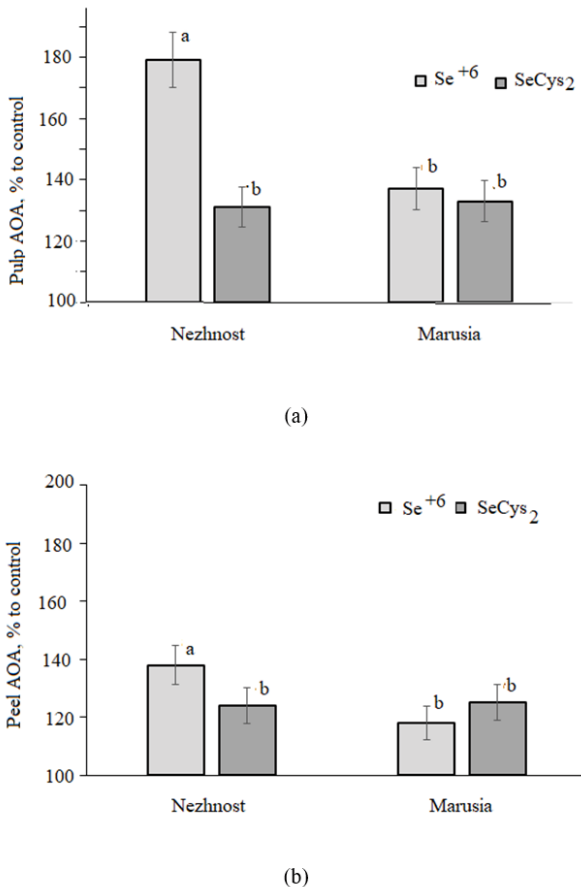 180
160
140
120
100
Pulp AOA, % to control
a
b
b
b
Se +6 SeCys2
Nezhnost Marusia
(a)
200
180
160
140
120
100
Peel AOA, % to control
a
b
b
b
Se +6 SeCys2
Nezhnost Marusia
(b)